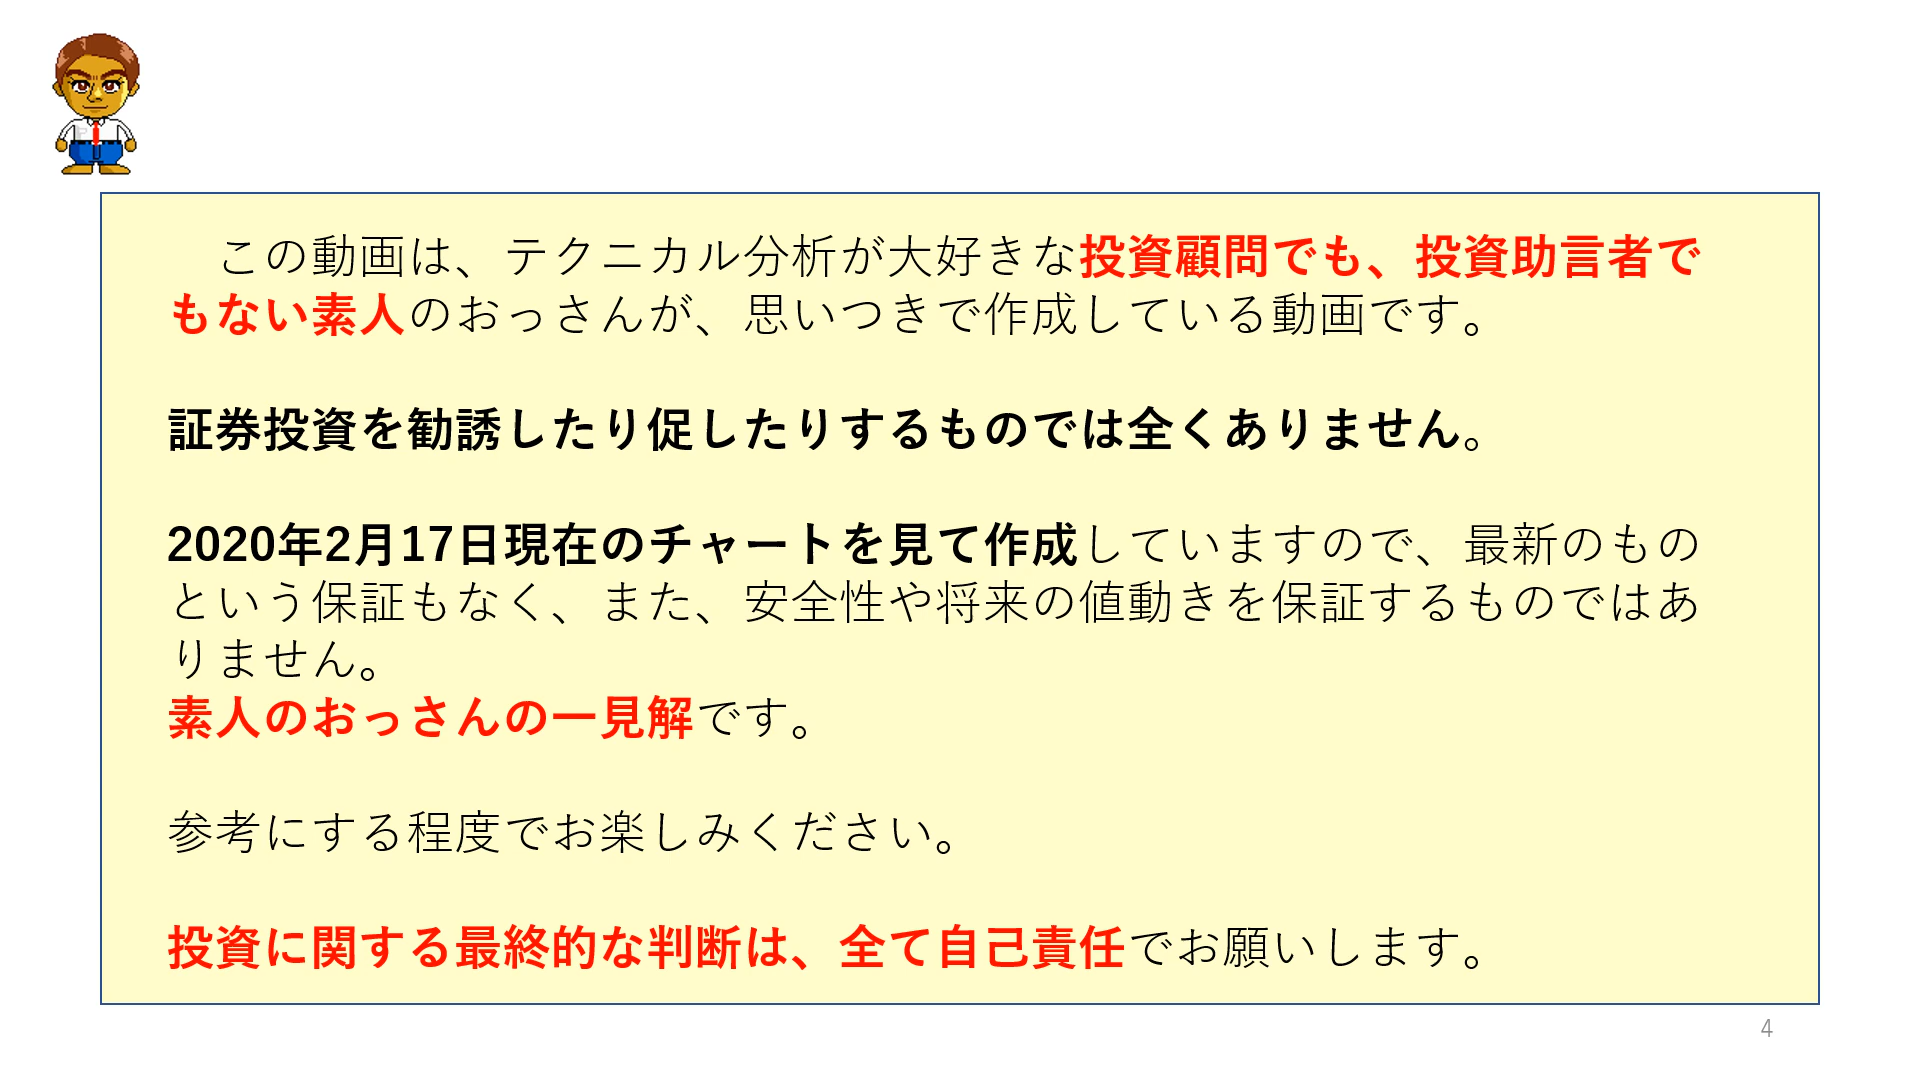 この動画は、テクニカル分析が大好きな投資顧問でも、投資助言者で
もない素人のおっさんが、思いつきで作成している動画です。
証券投資を勧誘したり促したりするものでは全くありません。
2020年2月17日現在のチャートを見て作成していますので、最新のもの
という保証もなく、また、安全性や将来の値動きを保証するものではあ
りません。
素人のおっさんの一見解です。
参考にする程度でお楽しみください。
投資に関する最終的な判断は、全て自己責任でお願いします。
4